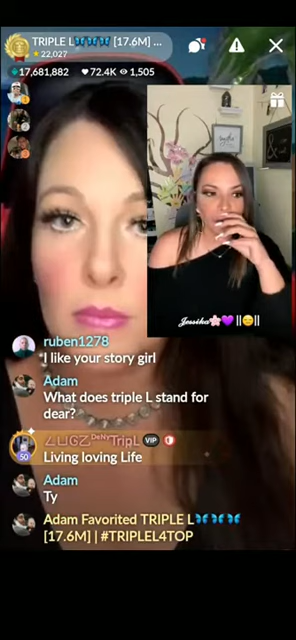 TRIPLE L🦋🦋🦋 [17.6M] ...
★ 22,027
17,681,882 ❤ 72.4K 1,505
Jessika🌸💜||😊||
ruben1278
I like your story girl
Adam
What does triple L stand for
dear?
ㄥㄩGZ ᴰᵉᴺʸTripL VIP
50
Living loving Life
Adam
Ty
Adam Favorited TRIPLE L🦋🦋🦋
[17.6M] | #TRIPLEL4TOP